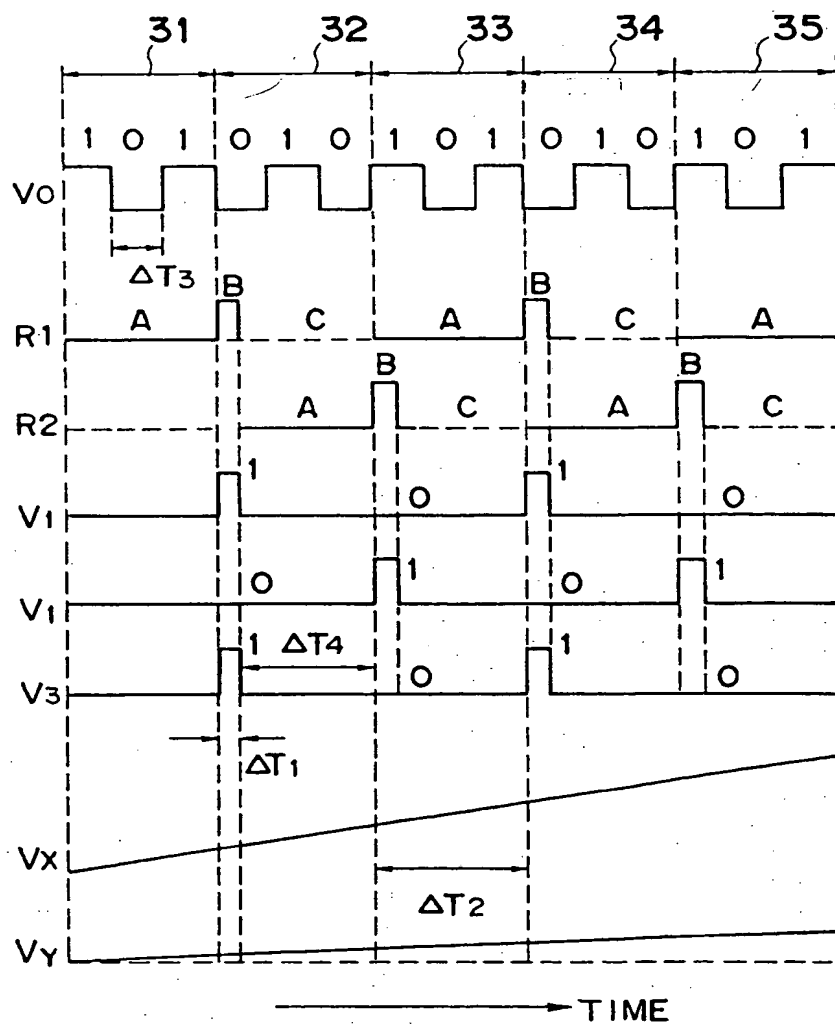 31 32 33 34 35
1 0 1 0 1 0 1 0 1 0 1 0 1 0 1
V0
ΔT3
B B
R1 A C A C A
B B
R2 A C A C
1 1
V1 0 0
1 1
V1 0 0
1 ΔT4 1
V3 0 0
ΔT1
VX
ΔT2
VY
TIME